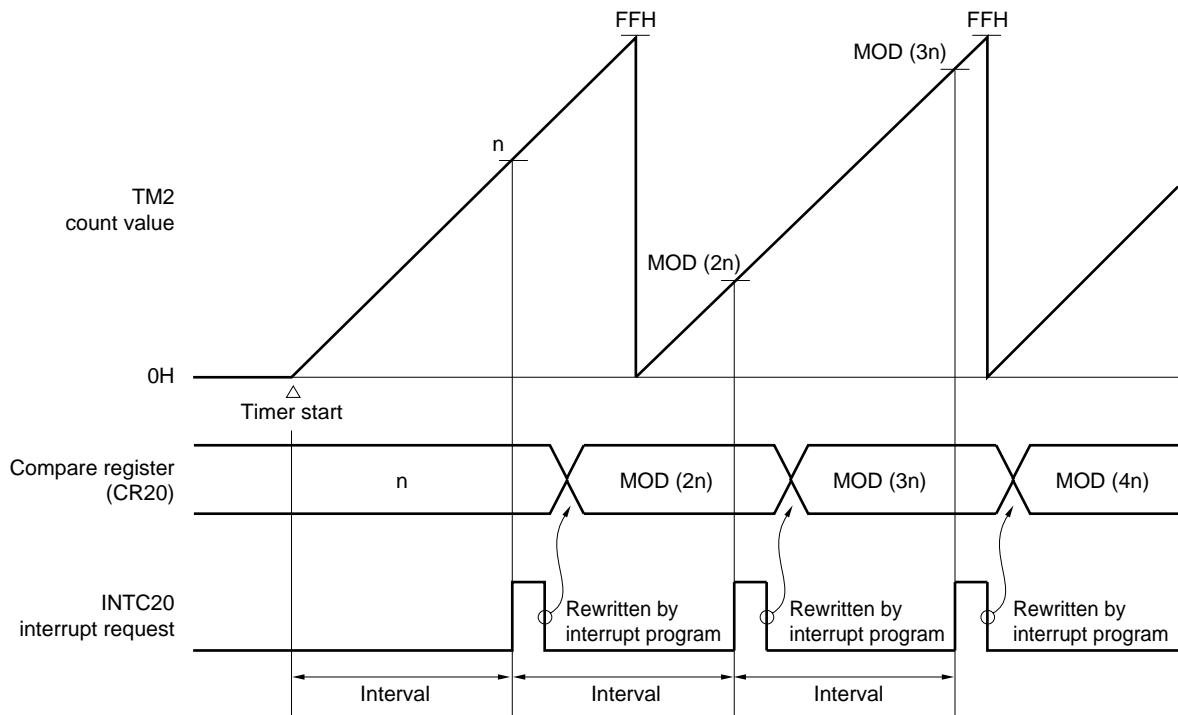 FFH
FFH
MOD (3n)
n
TM2
count value
MOD (2n)
0H
Timer start
Compare register
(CR20)
n
MOD (2n)
MOD (3n)
MOD (4n)
INTC20
interrupt request
Rewritten by
interrupt program
Rewritten by
interrupt program
Rewritten by
interrupt program
Interval
Interval
Interval